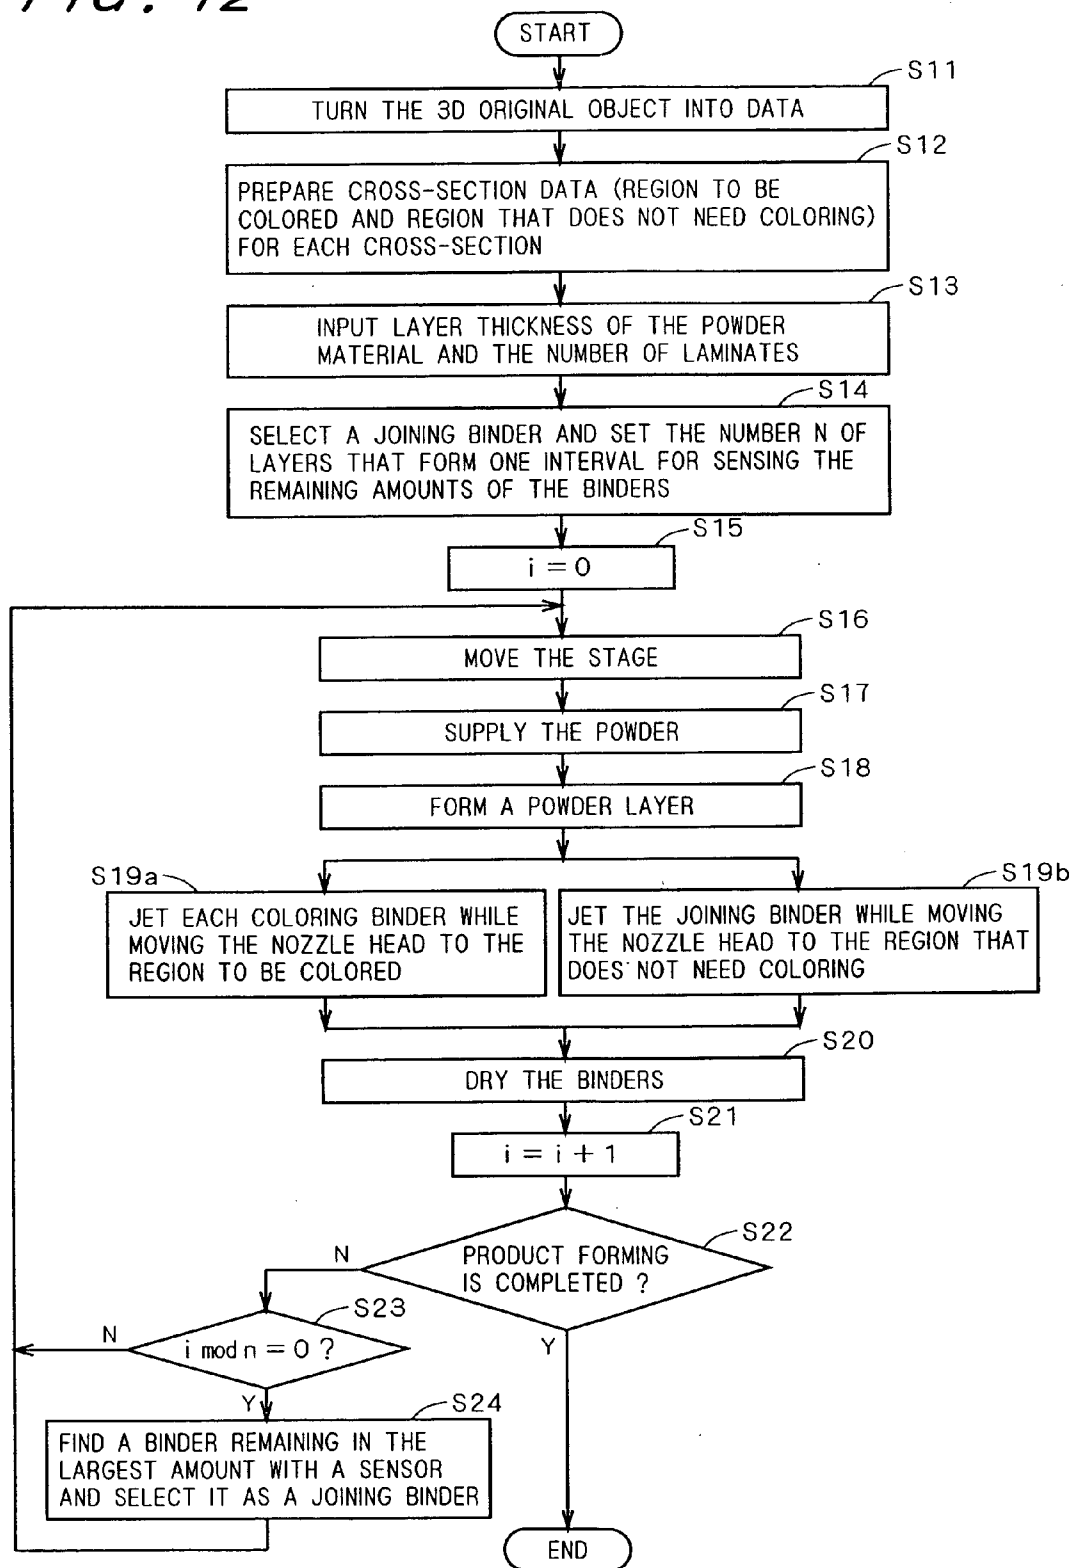 FIG. 12
START
S11
TURN THE 3D ORIGINAL OBJECT INTO DATA
S12
PREPARE CROSS-SECTION DATA (REGION TO BE
COLORED AND REGION THAT DOES NOT NEED COLORING)
FOR EACH CROSS-SECTION
S13
INPUT LAYER THICKNESS OF THE POWDER
MATERIAL AND THE NUMBER OF LAMINATES
S14
SELECT A JOINING BINDER AND SET THE NUMBER N OF
LAYERS THAT FORM ONE INTERVAL FOR SENSING THE
REMAINING AMOUNTS OF THE BINDERS
S15
i = 0
S16
MOVE THE STAGE
S17
SUPPLY THE POWDER
S18
FORM A POWDER LAYER
S19a
JET EACH COLORING BINDER WHILE
MOVING THE NOZZLE HEAD TO THE
REGION TO BE COLORED
S19b
JET THE JOINING BINDER WHILE MOVING
THE NOZZLE HEAD TO THE REGION THAT
DOES NOT NEED COLORING
S20
DRY THE BINDERS
S21
i = i + 1
S22
PRODUCT FORMING
IS COMPLETED ?
N
Y
S23
i mod n = 0 ?
N
Y
S24
FIND A BINDER REMAINING IN THE
LARGEST AMOUNT WITH A SENSOR
AND SELECT IT AS A JOINING BINDER
END